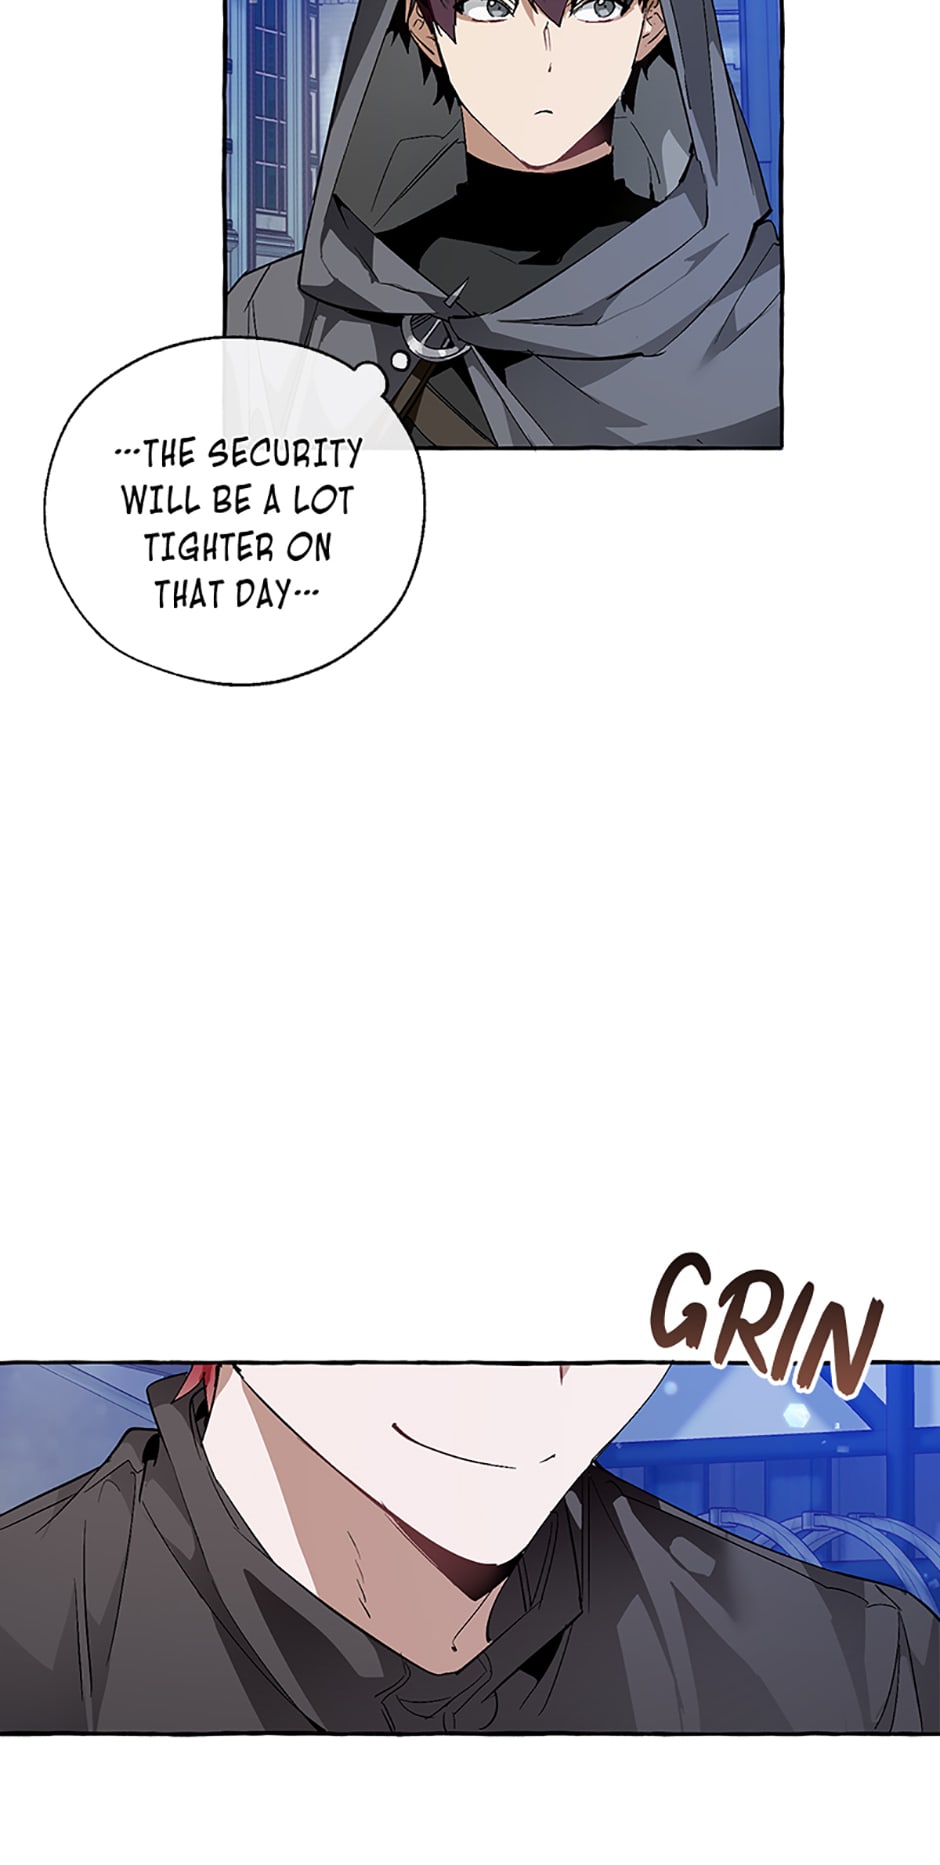 ...THE SECURITY
WILL BE A LOT
TIGHTER ON
THAT DAY...
GRIN